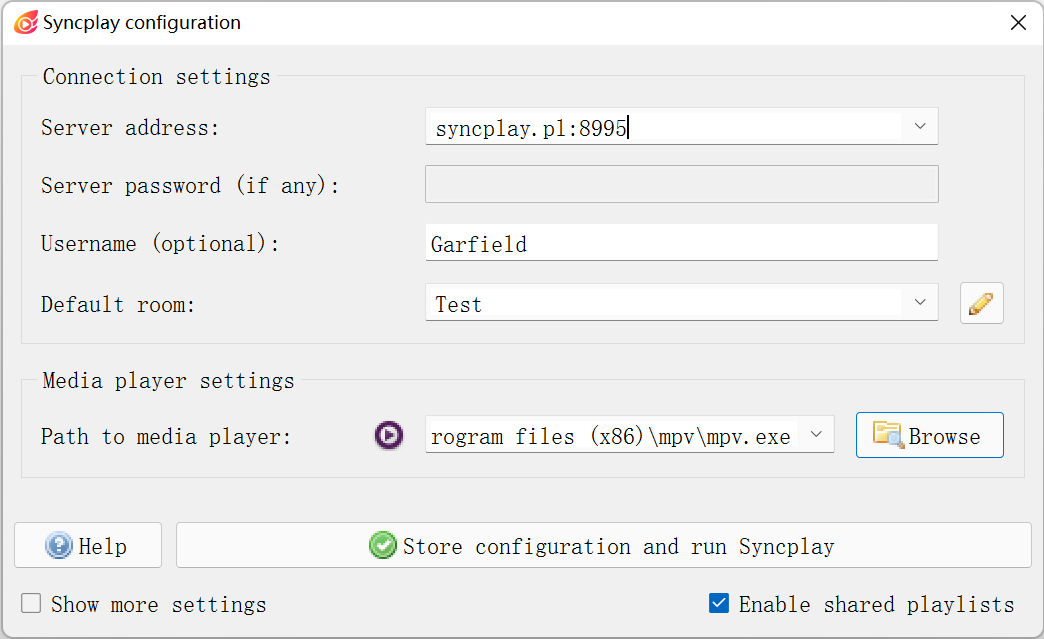 Syncplay configuration
Connection settings
Server address: syncplay.pl:8995
Server password (if any):
Username (optional): Garfield
Default room: Test
Media player settings
Path to media player: rogram files (x86)\mpv\mpv.exe Browse
Help Store configuration and run Syncplay
Show more settings Enable shared playlists